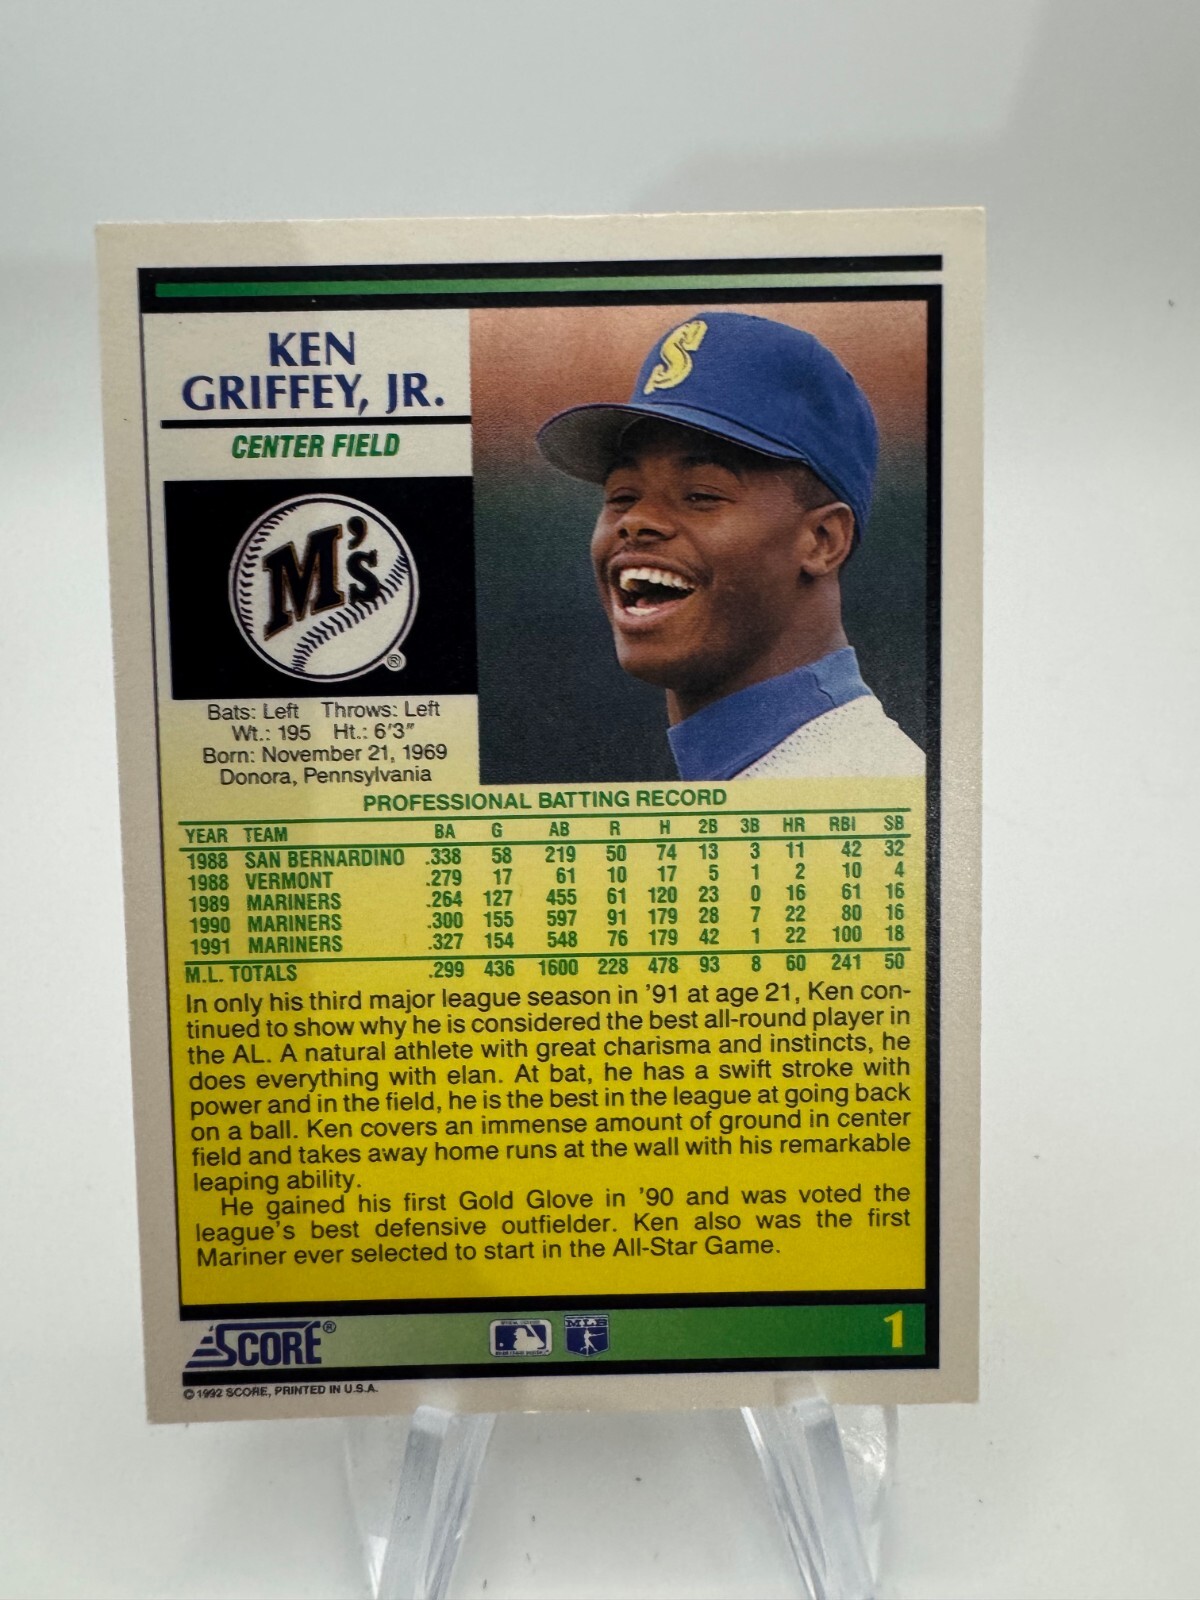 KEN
GRIFFEY, JR.
CENTER FIELD
S
M's
®
Bats: Left Throws: Left
Wt.: 195 Ht.: 6'3"
Born: November 21, 1969
Donora, Pennsylvania
PROFESSIONAL BATTING RECORD
YEAR TEAM BA G AB R H 2B 3B HR RBI SB
1988 SAN BERNARDINO .338 58 219 50 74 13 3 11 42 32
1988 VERMONT .279 17 61 10 17 5 1 2 10 4
1989 MARINERS .264 127 455 61 120 23 0 16 61 16
1990 MARINERS .300 155 597 91 179 28 7 22 80 16
1991 MARINERS .327 154 548 76 179 42 1 22 100 18
M.L. TOTALS .299 436 1600 228 478 93 8 60 241 50
In only his third major league season in '91 at age 21, Ken con-
tinued to show why he is considered the best all-round player in
the AL. A natural athlete with great charisma and instincts, he
does everything with elan. At bat, he has a swift stroke with
power and in the field, he is the best in the league at going back
on a ball. Ken covers an immense amount of ground in center
field and takes away home runs at the wall with his remarkable
leaping ability.
He gained his first Gold Glove in '90 and was voted the
league's best defensive outfielder. Ken also was the first
Mariner ever selected to start in the All-Star Game.
SCORE®
MLB
1
© 1992 SCORE, PRINTED IN U.S.A.